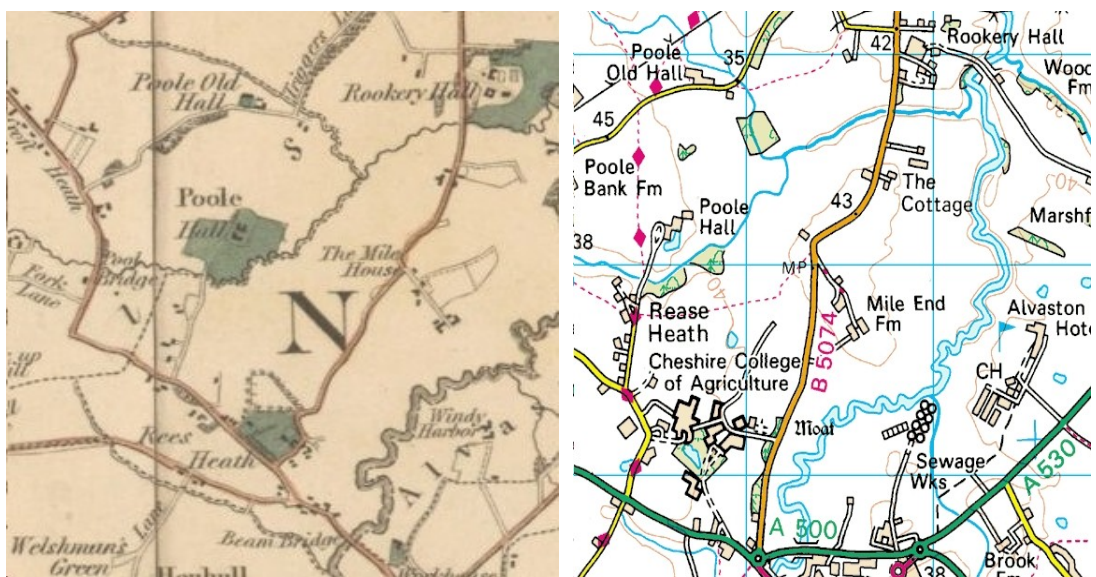 Poole Old
Hall
Triggers
Rookery Hall
Heath
S
Poole
Hall
Pool
Bridge
The Mile
House
Fork
Lane
N
Windy
Harbor
Rees
Heath
A
Lane
Beam Bridge
Welshman's
Green
Poole
Old Hall
35
42
Rookery Hall
Wood
Fm
45
Poole
Bank Fm
The
Cottage
40
43
Poole
Hall
Marshf
38
MP
40
Mile End
Fm
Alvaston
Hote
Rease
Heath
B 5074
Cheshire College
of Agriculture
CH
Moat
Sewage
Wks
A 530
A 500
Brook
Fm
38